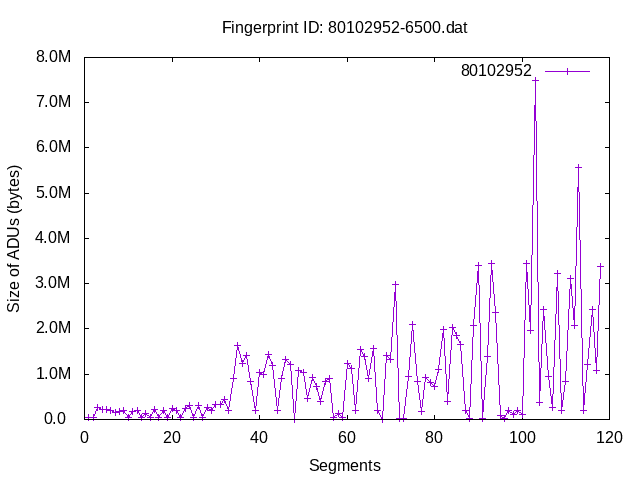 Fingerprint ID: 80102952-6500.dat
80102952
8.0M
7.0M
6.0M
5.0M
4.0M
3.0M
2.0M
1.0M
0.0
Size of ADUs (bytes)
0 20 40 60 80 100 120
Segments